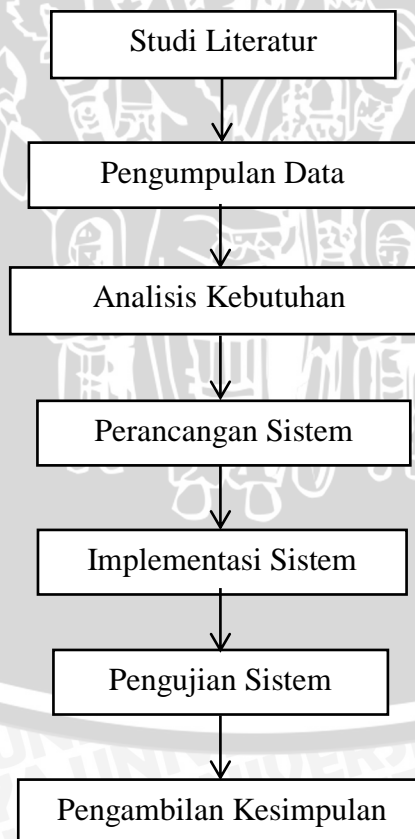 Studi Literatur
Pengumpulan Data
Analisis Kebutuhan
Perancangan Sistem
Implementasi Sistem
Pengujian Sistem
Pengambilan Kesimpulan